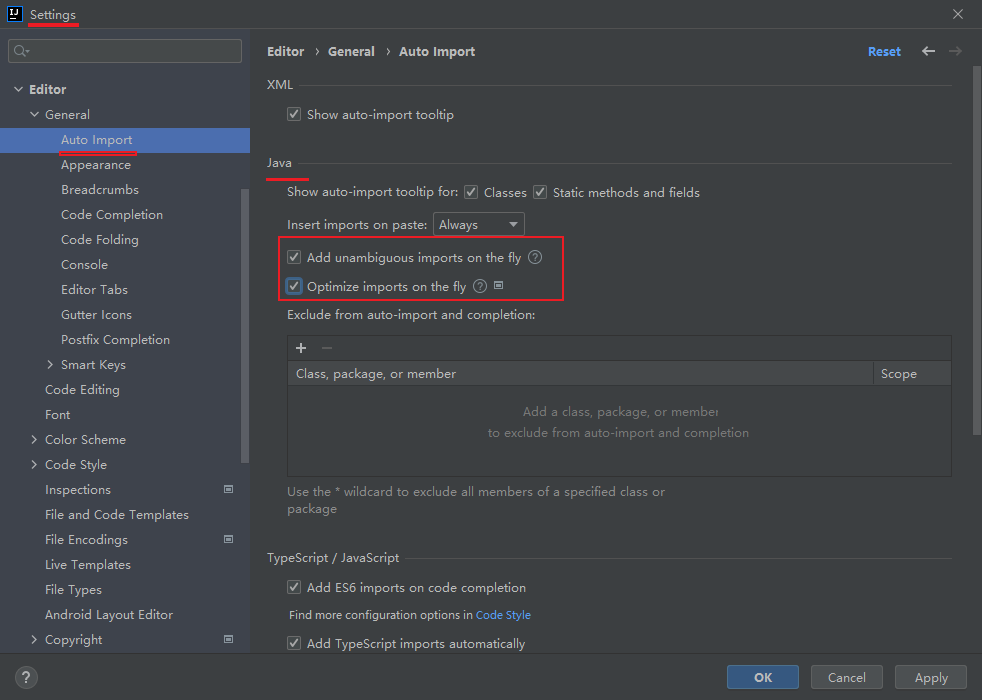 IJ
Settings
Editor
General
Auto Import
Appearance
Breadcrumbs
Code Completion
Code Folding
Console
Editor Tabs
Gutter Icons
Postfix Completion
Smart Keys
Code Editing
Font
Color Scheme
Code Style
Inspections
File and Code Templates
File Encodings
Live Templates
File Types
Android Layout Editor
Copyright
Editor › General › Auto Import
Reset
XML
Show auto-import tooltip
Java
Show auto-import tooltip for: Classes Static methods and fields
Insert imports on paste: Always
Add unambiguous imports on the fly ?
Optimize imports on the fly ?
Exclude from auto-import and completion:
Class, package, or member Scope
Add a class, package, or member
to exclude from auto-import and completion
Use the * wildcard to exclude all members of a specified class or
package
TypeScript / JavaScript
Add ES6 imports on code completion
Find more configuration options in Code Style
Add TypeScript imports automatically
? OK Cancel Apply